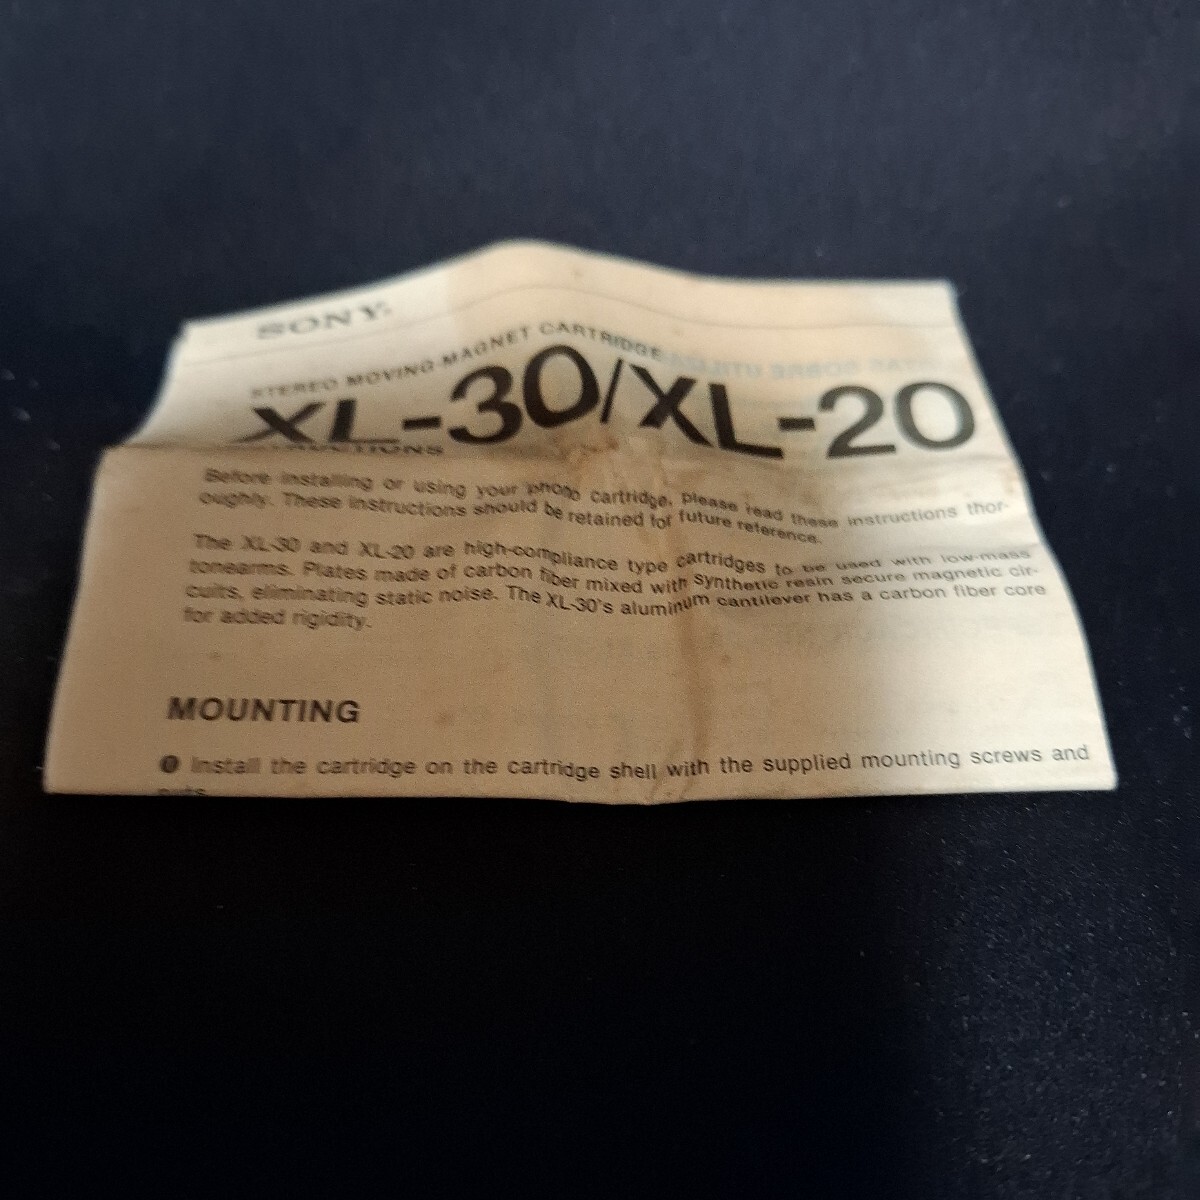 SONY
STEREO MOVING MAGNET CARTRIDGE
XL-30/XL-20
Before installing or using your phono cartridge, please read these instructions thor-
oughly. These instructions should be retained for future reference.
The XL-30 and XL-20 are high-compliance type cartridges to be used with low-mass
tonearms. Plates made of carbon fiber mixed with synthetic resin secure magnetic cir-
cuits, eliminating static noise. The XL-30's aluminum cantilever has a carbon fiber core
for added rigidity.
MOUNTING
❶ Install the cartridge on the cartridge shell with the supplied mounting screws and